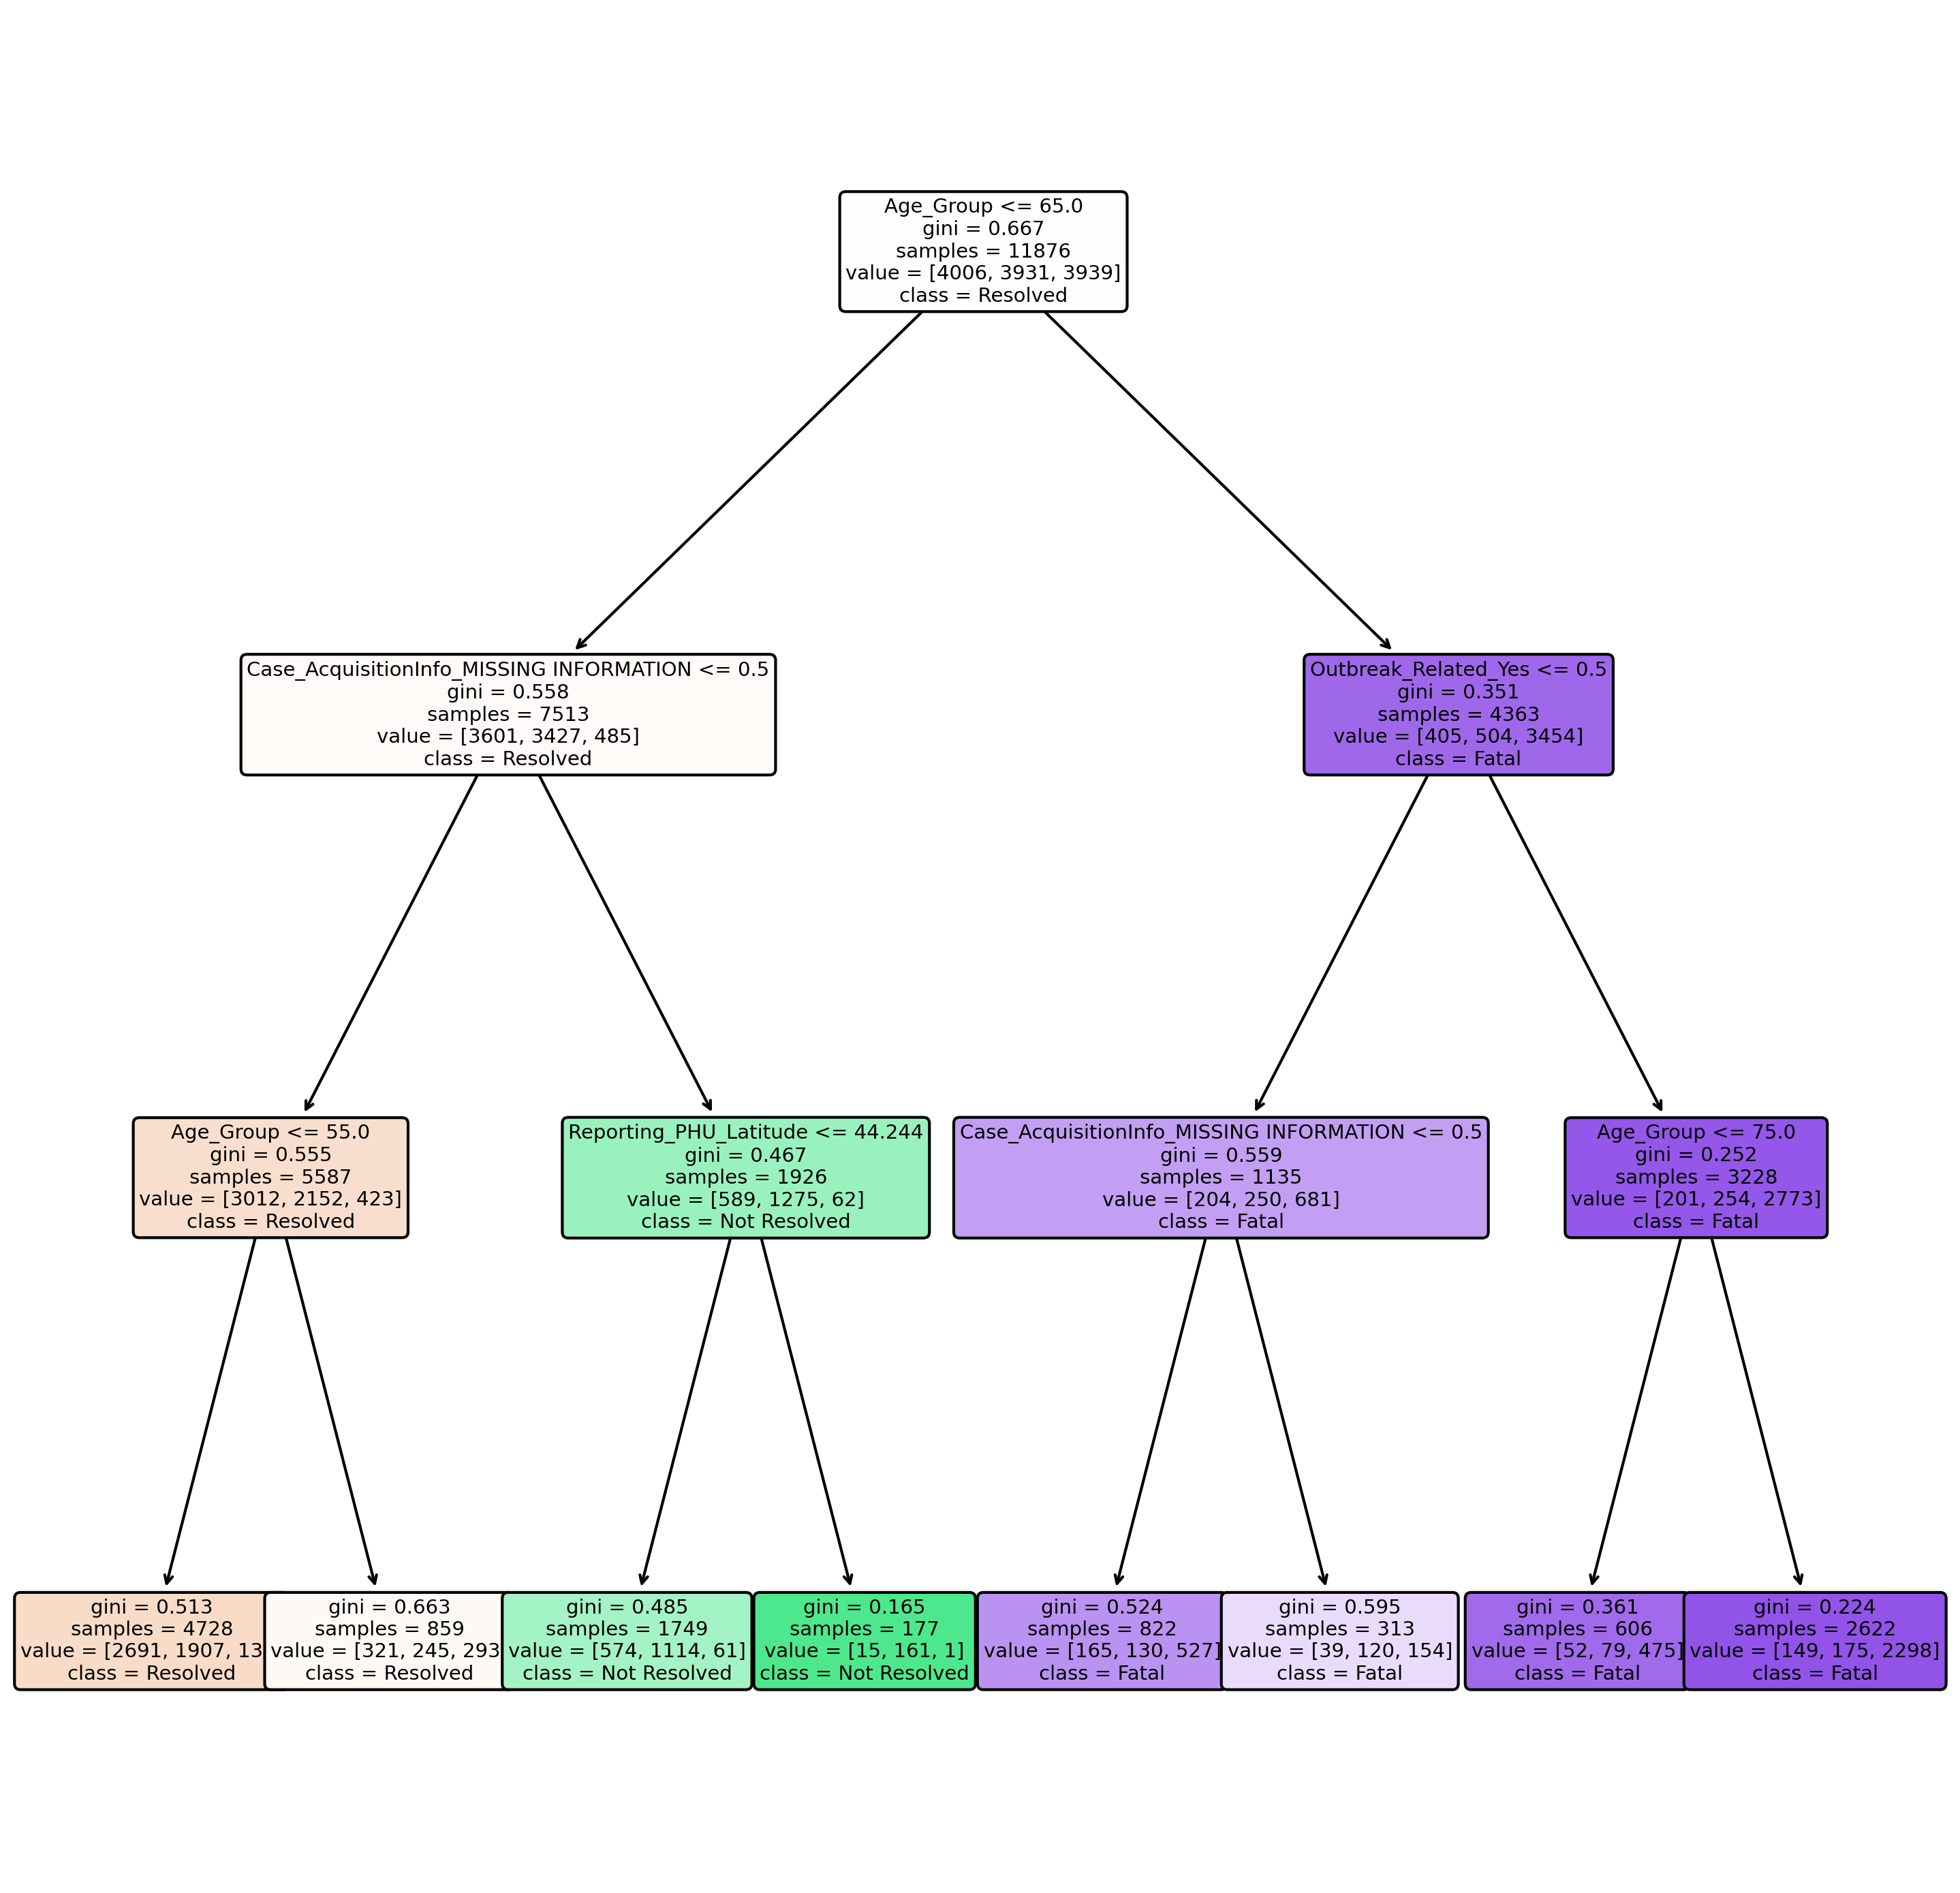 Age_Group <= 65.0
gini = 0.667
samples = 11876
value = [4006, 3931, 3939]
class = Resolved
Case_AcquisitionInfo_MISSING INFORMATION <= 0.5
gini = 0.558
samples = 7513
value = [3601, 3427, 485]
class = Resolved
Outbreak_Related_Yes <= 0.5
gini = 0.351
samples = 4363
value = [405, 504, 3454]
class = Fatal
Age_Group <= 55.0
gini = 0.555
samples = 5587
value = [3012, 2152, 423]
class = Resolved
Reporting_PHU_Latitude <= 44.244
gini = 0.467
samples = 1926
value = [589, 1275, 62]
class = Not Resolved
Case_AcquisitionInfo_MISSING INFORMATION <= 0.5
gini = 0.559
samples = 1135
value = [204, 250, 681]
class = Fatal
Age_Group <= 75.0
gini = 0.252
samples = 3228
value = [201, 254, 2773]
class = Fatal
gini = 0.513
samples = 4728
value = [2691, 1907, 13
class = Resolved
gini = 0.663
samples = 859
value = [321, 245, 293
class = Resolved
gini = 0.485
samples = 1749
value = [574, 1114, 61]
class = Not Resolved
gini = 0.165
samples = 177
value = [15, 161, 1]
class = Not Resolved
gini = 0.524
samples = 822
value = [165, 130, 527]
class = Fatal
gini = 0.595
samples = 313
value = [39, 120, 154]
class = Fatal
gini = 0.361
samples = 606
value = [52, 79, 475]
class = Fatal
gini = 0.224
samples = 2622
value = [149, 175, 2298]
class = Fatal